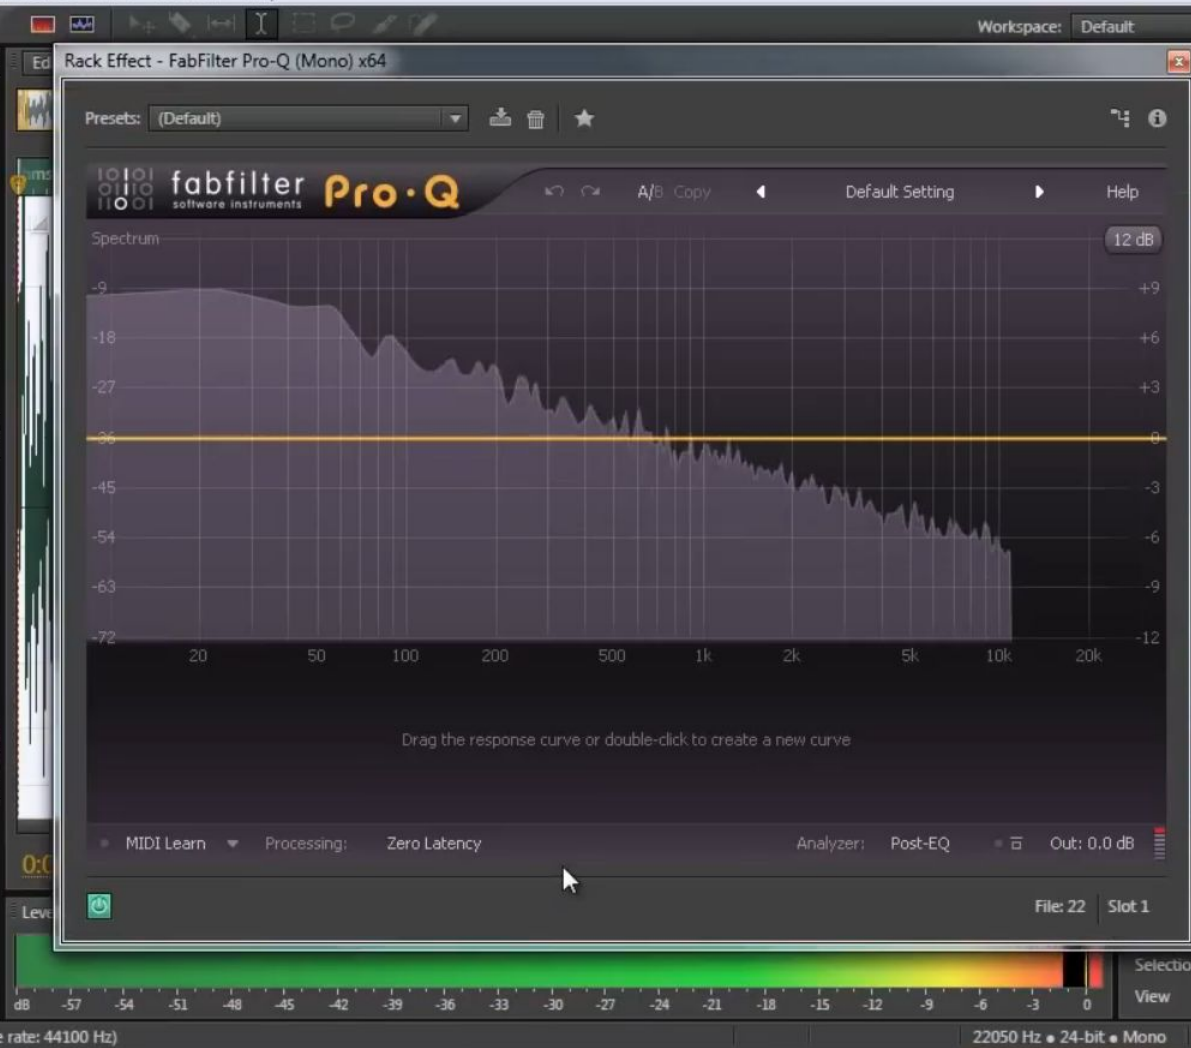 Workspace: Default
Ed
Rack Effect - FabFilter Pro-Q (Mono) x64
Presets: (Default)
fabfilter
software instruments
Pro·Q
A/B Copy
Default Setting
Help
Spectrum
12 dB
-9 +9
-18 +6
-27 +3
-36 0
-45 -3
-54 -6
-63 -9
-72 -12
20 50 100 200 500 1k 2k 5k 10k 20k
Drag the response curve or double-click to create a new curve
MIDI Learn Processing: Zero Latency Analyzer: Post-EQ Out: 0.0 dB
0:0
File: 22 Slot 1
Leve
Selectio
View
dB -57 -54 -51 -48 -45 -42 -39 -36 -33 -30 -27 -24 -21 -18 -15 -12 -9 -6 -3 0
e rate: 44100 Hz)
22050 Hz • 24-bit • Mono